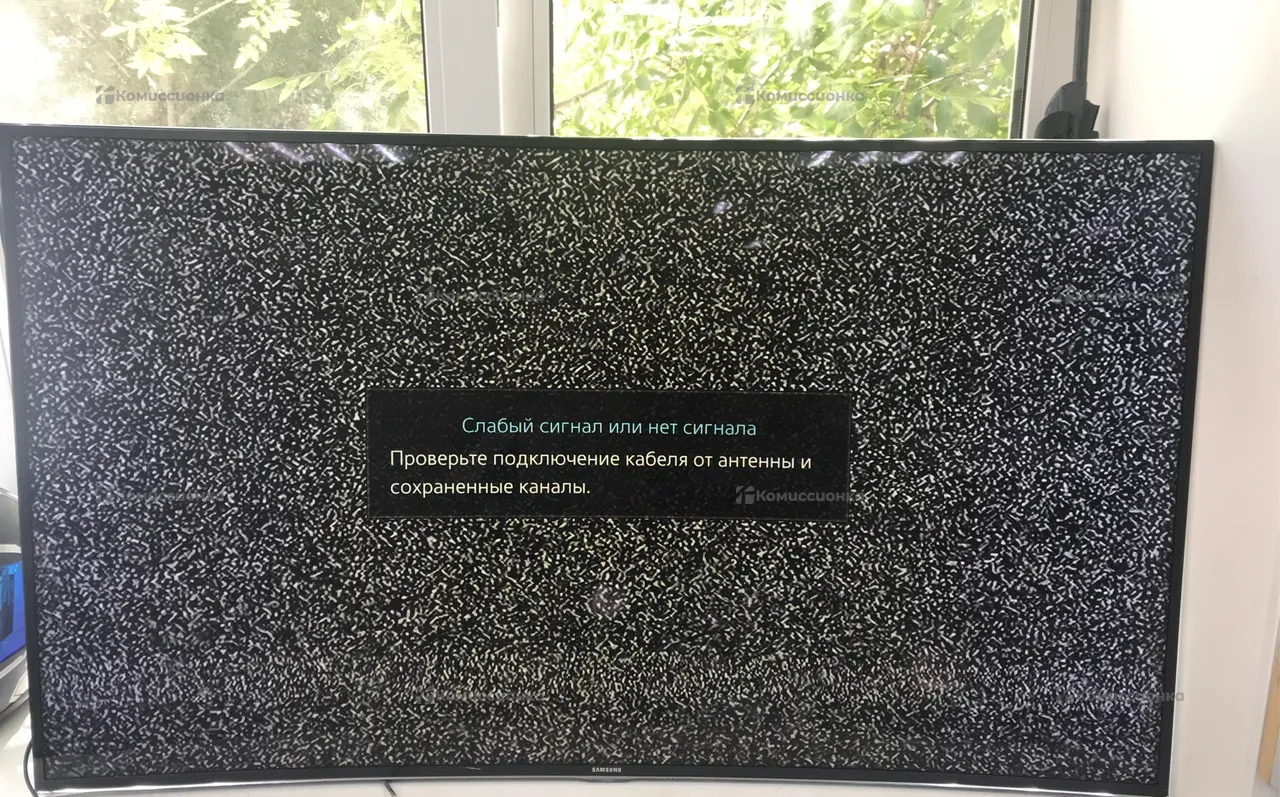 Комиссионка
Комиссионка
Слабый сигнал или нет сигнала
Проверьте подключение кабеля от антенны и
сохраненные каналы.
Комиссионка
SAMSUNG